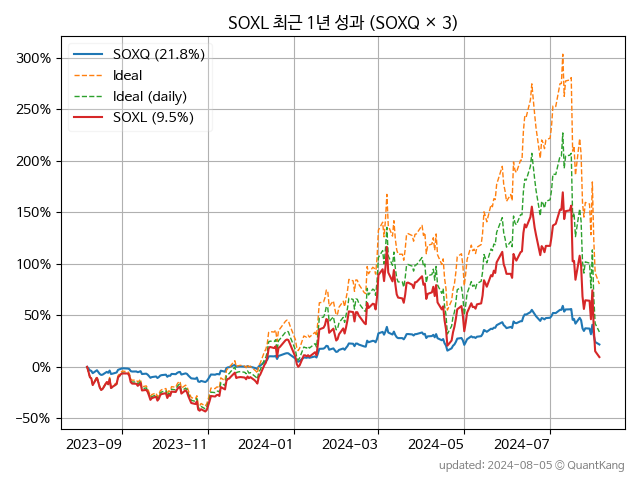 SOXL 최근 1년 성과 (SOXQ × 3)
SOXQ (21.8%)
Ideal
Ideal (daily)
SOXL (9.5%)
300%
250%
200%
150%
100%
50%
0%
−50%
2023-09 2023-11 2024-01 2024-03 2024-05 2024-07
updated: 2024-08-05 © QuantKang